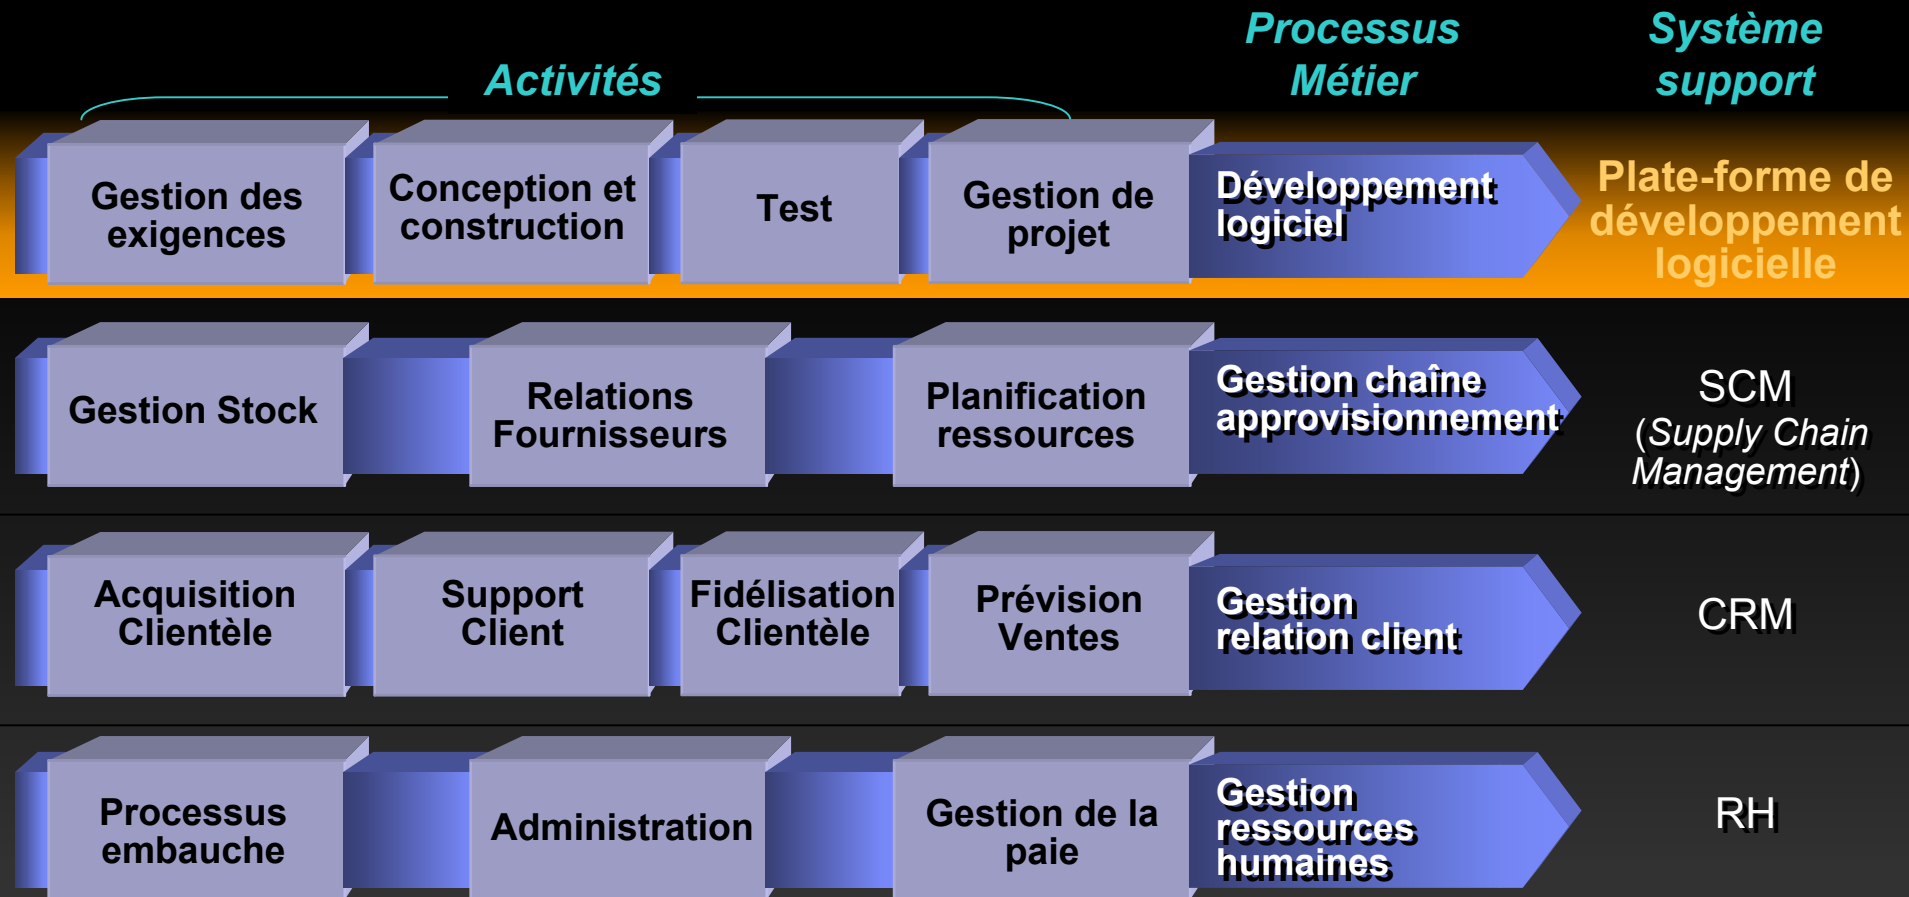 Activités
Processus
Métier
Système
support
Gestion des
exigences
Conception et
construction
Test
Gestion de
projet
Développement
logiciel
Plate-forme de
développement
logicielle
Gestion Stock
Relations
Fournisseurs
Planification
ressources
Gestion chaîne
approvisionnement
SCM
(Supply Chain
Management)
Acquisition
Clientèle
Support
Client
Fidélisation
Clientèle
Prévision
Ventes
Gestion
relation client
CRM
Processus
embauche
Administration
Gestion de la
paie
Gestion
ressources
humaines
RH